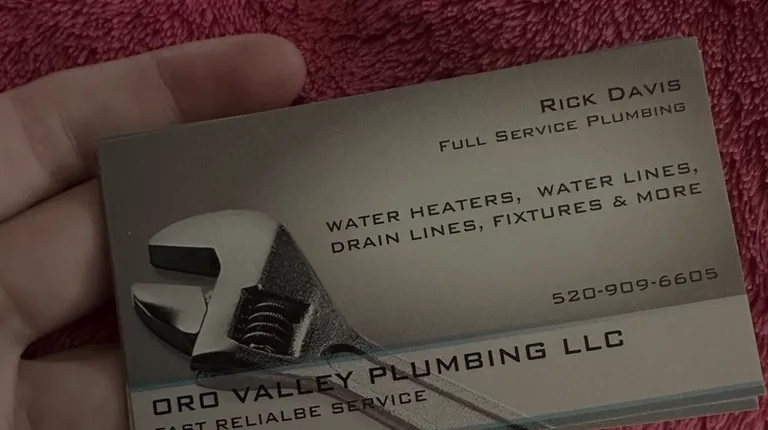 RICK DAVIS
FULL SERVICE PLUMBING
WATER HEATERS, WATER LINES,
DRAIN LINES, FIXTURES & MORE
520-909-6605
ORO VALLEY PLUMBING LLC
FAST RELIALBE SERVICE